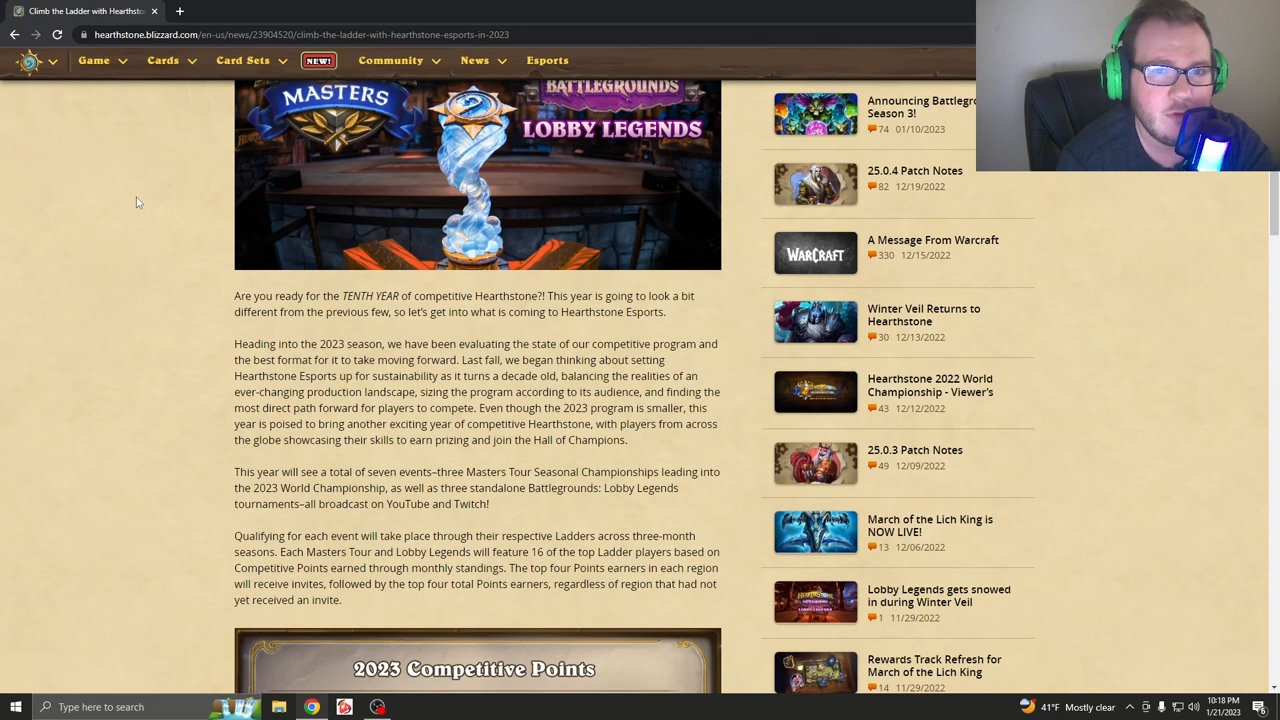 Climb the Ladder with Hearthstone
hearthstone.blizzard.com/en-us/news/23904520/climb-the-ladder-with-hearthstone-esports-in-2023
Game Cards Card Sets NEW! Community News Esports
MASTERS
BATTLEGROUNDS
LOBBY LEGENDS
Are you ready for the TENTH YEAR of competitive Hearthstone?! This year is going to look a bit
different from the previous few, so let's get into what is coming to Hearthstone Esports.
Heading into the 2023 season, we have been evaluating the state of our competitive program and
the best format for it to take moving forward. Last fall, we began thinking about setting
Hearthstone Esports up for sustainability as it turns a decade old, balancing the realities of an
ever-changing production landscape, sizing the program according to its audience, and finding the
most direct path forward for players to compete. Even though the 2023 program is smaller, this
year is poised to bring another exciting year of competitive Hearthstone, with players from across
the globe showcasing their skills to earn prizing and join the Hall of Champions.
This year will see a total of seven events–three Masters Tour Seasonal Championships leading into
the 2023 World Championship, as well as three standalone Battlegrounds: Lobby Legends
tournaments–all broadcast on YouTube and Twitch!
Qualifying for each event will take place through their respective Ladders across three-month
seasons. Each Masters Tour and Lobby Legends will feature 16 of the top Ladder players based on
Competitive Points earned through monthly standings. The top four Points earners in each region
will receive invites, followed by the top four total Points earners, regardless of region that had not
yet received an invite.
2023 Competitive Points
Announcing Battlegro
Season 3!
74 01/10/2023
25.0.4 Patch Notes
82 12/19/2022
WARCRAFT
A Message From Warcraft
330 12/15/2022
Winter Veil Returns to
Hearthstone
30 12/13/2022
Hearthstone 2022 World
Championship - Viewer's
43 12/12/2022
25.0.3 Patch Notes
49 12/09/2022
March of the Lich King is
NOW LIVE!
13 12/06/2022
Lobby Legends gets snowed
in during Winter Veil
1 11/29/2022
Rewards Track Refresh for
March of the Lich King
14 11/29/2022
Type here to search
41°F Mostly clear
10:18 PM
1/21/2023
6